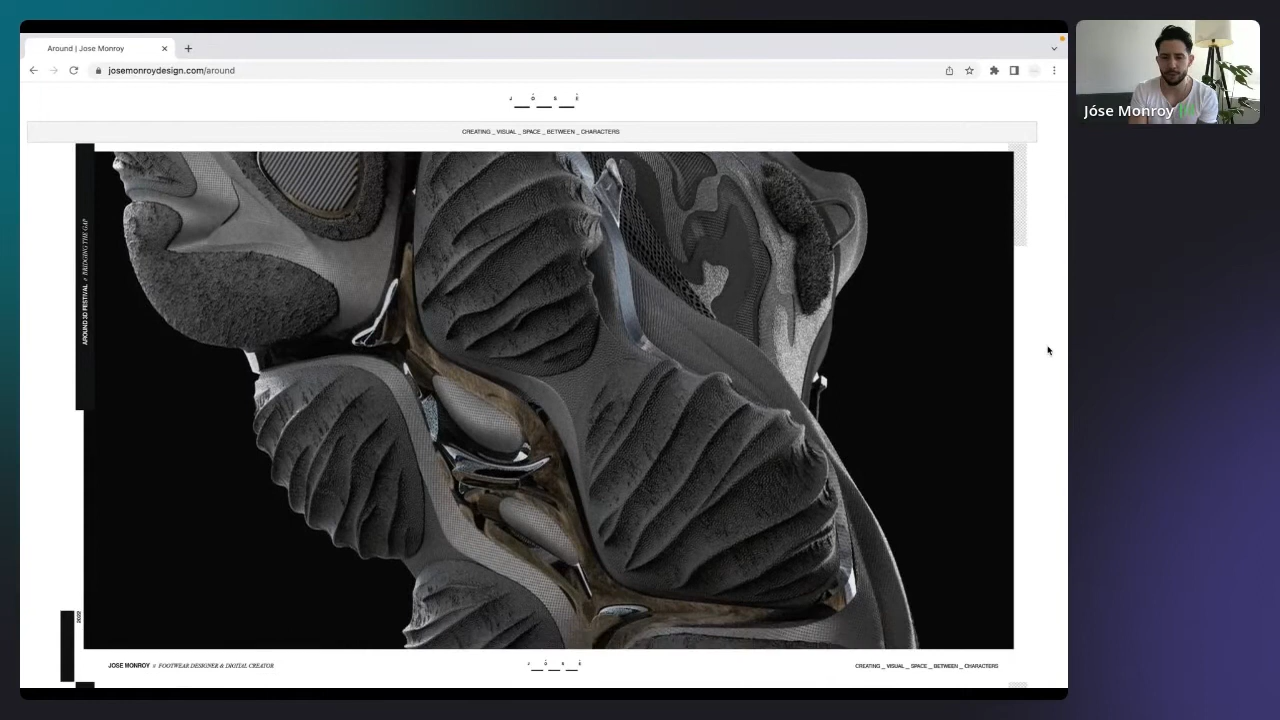 Around | Jose Monroy
josemonroydesign.com/around
J O S E
CREATING _ VISUAL _ SPACE _ BETWEEN _ CHARACTERS
AROUND 3D FESTIVAL // BRIDGING THE GAP
2022
JOSE MONROY // FOOTWEAR DESIGNER & DIGITAL CREATOR
J O S E
CREATING _ VISUAL _ SPACE _ BETWEEN _ CHARACTERS
Jóse Monroy